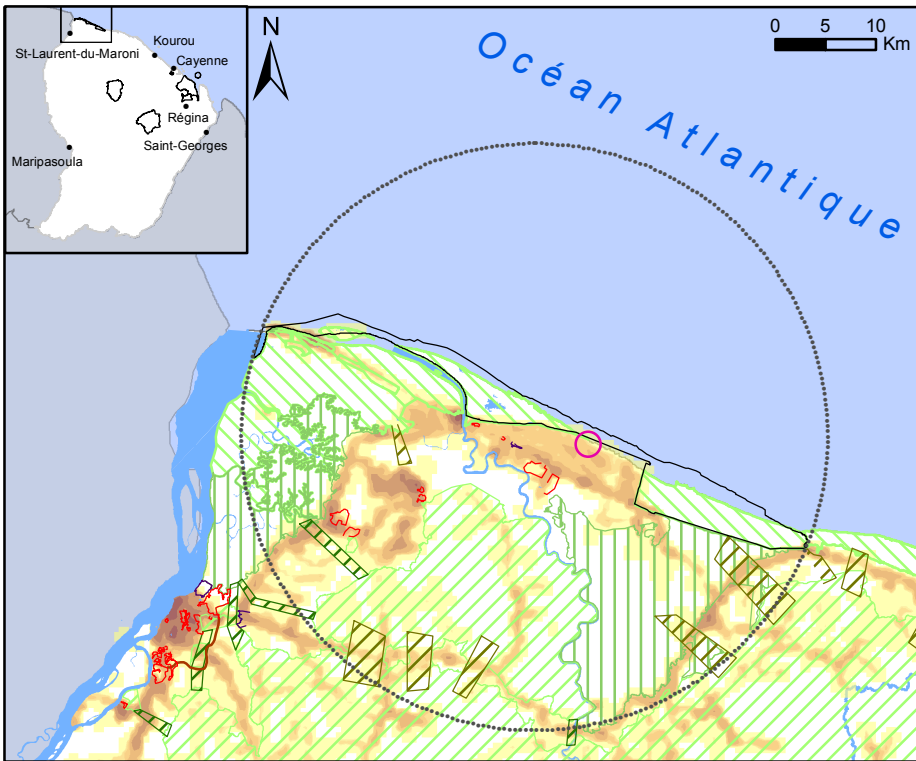 St-Laurent-du-Maroni
Kourou
Cayenne
Régina
Saint-Georges
Maripasoula
N
0 5 10
Km
Océan Atlantique